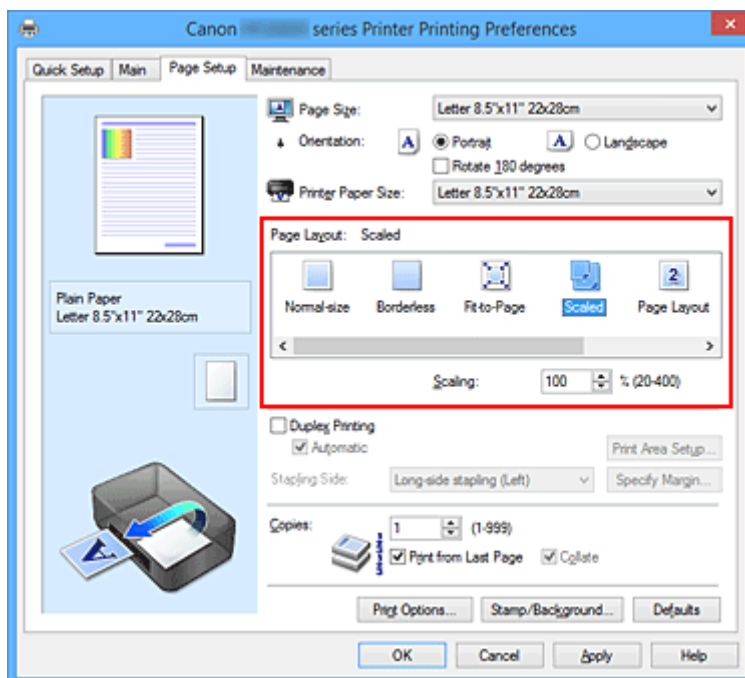 Canon series Printer Printing Preferences
Quick Setup Main Page Setup Maintenance
Page Size: Letter 8.5"x11" 22x28cm
Orientation: A Portrait A Landscape
Rotate 180 degrees
Printer Paper Size: Letter 8.5"x11" 22x28cm
Page Layout: Scaled
Normal-size Borderless Fit-to-Page Scaled 2 Page Layout
Scaling: 100 % (20-400)
Plain Paper
Letter 8.5"x11" 22x28cm
Duplex Printing
Automatic Print Area Setup...
Stapling Side: Long-side stapling (Left) Specify Margin...
Copies: 1 (1-999)
Print from Last Page Collate
A
Print Options... Stamp/Background... Defaults
OK Cancel Apply Help